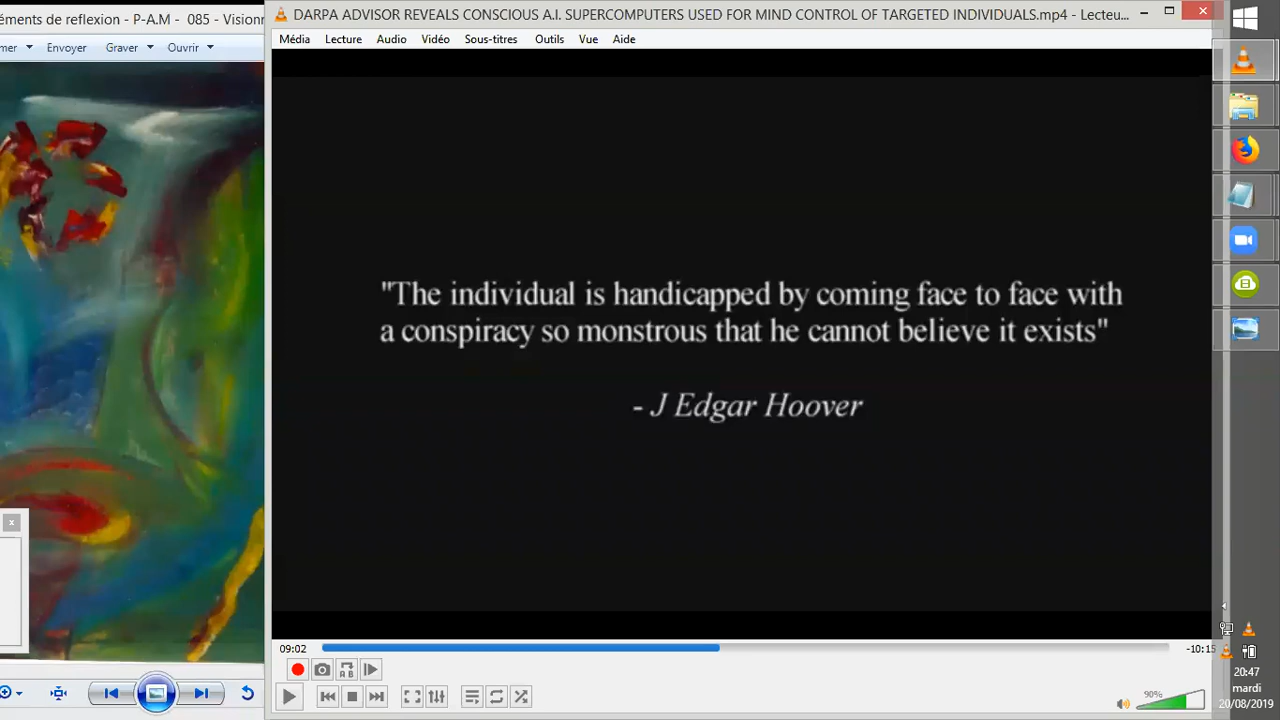 ments de reflexion - P-A-M - 085 - Visionr
mer Envoyer Graver Ouvrir
DARPA ADVISOR REVEALS CONSCIOUS A.I. SUPERCOMPUTERS USED FOR MIND CONTROL OF TARGETED INDIVIDUALS.mp4 - Lecteu...
Média Lecture Audio Vidéo Sous-titres Outils Vue Aide
"The individual is handicapped by coming face to face with
a conspiracy so monstrous that he cannot believe it exists"
- J Edgar Hoover
09:02
-10:15
90%
20:47
mardi
20/08/2019